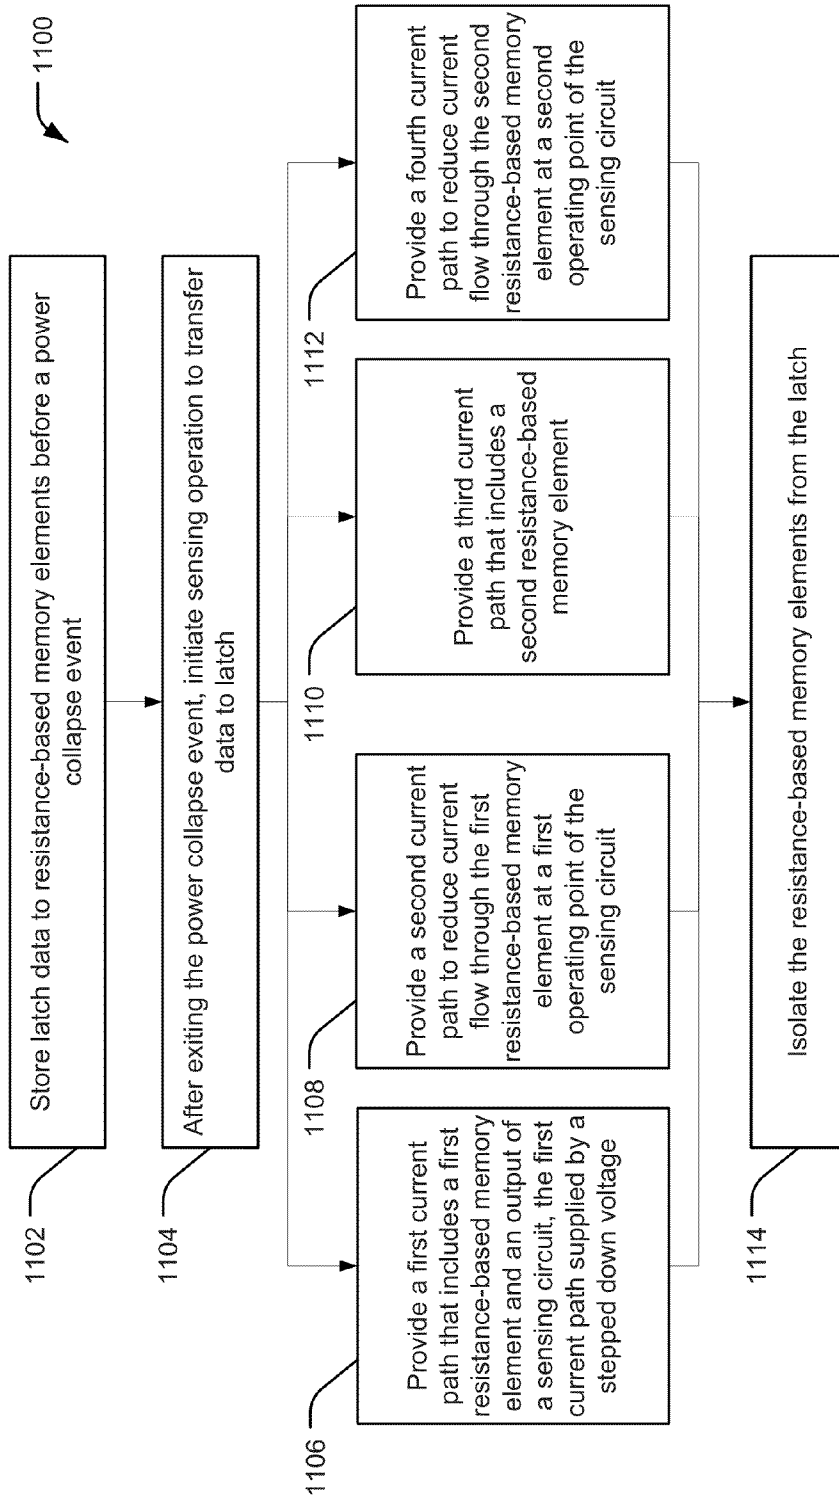 1100
1102
Store latch data to resistance-based memory elements before a power
collapse event
1104
After exiting the power collapse event, initiate sensing operation to transfer
data to latch
1106
Provide a first current
path that includes a first
resistance-based memory
element and an output of
a sensing circuit, the first
current path supplied by a
stepped down voltage
1108
Provide a second current
path to reduce current
flow through the first
resistance-based memory
element at a first
operating point of the
sensing circuit
1110
Provide a third current
path that includes a
second resistance-based
memory element
1112
Provide a fourth current
path to reduce current
flow through the second
resistance-based memory
element at a second
operating point of the
sensing circuit
1114
Isolate the resistance-based memory elements from the latch